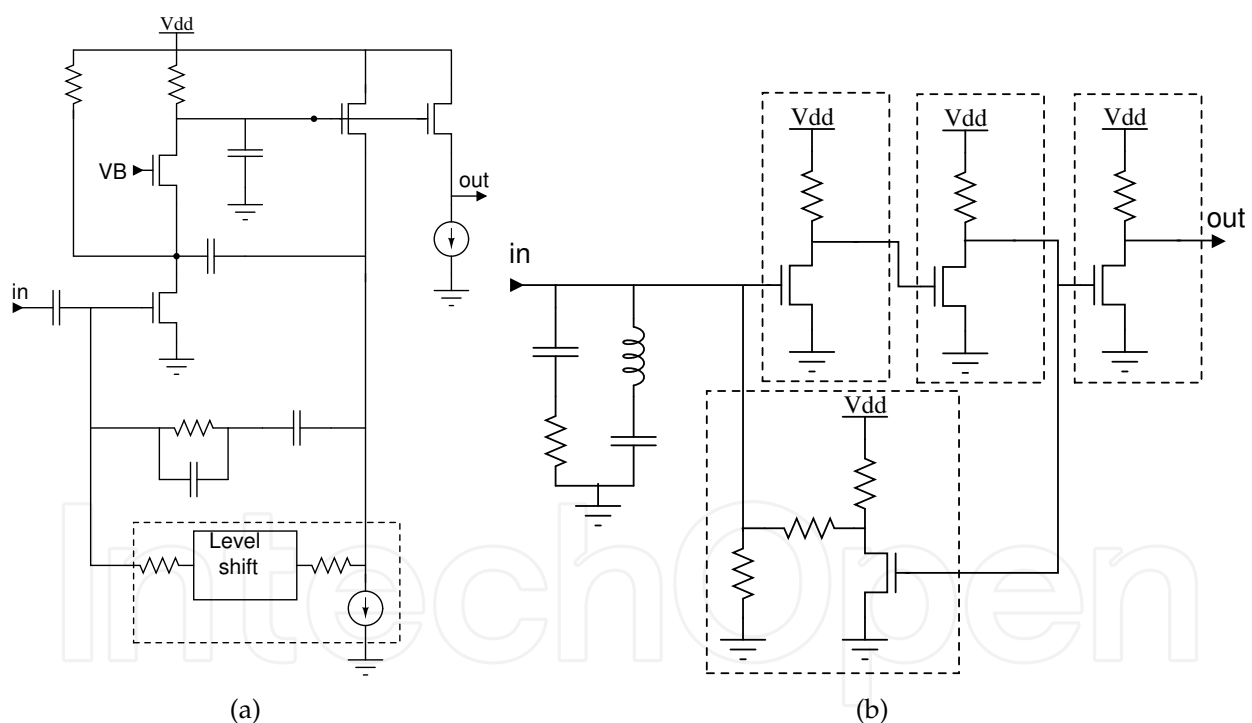 Vdd
VB
out
in
Level
shift
(a)
Vdd
Vdd
Vdd
in
out
Vdd
(b)
IntechOpen